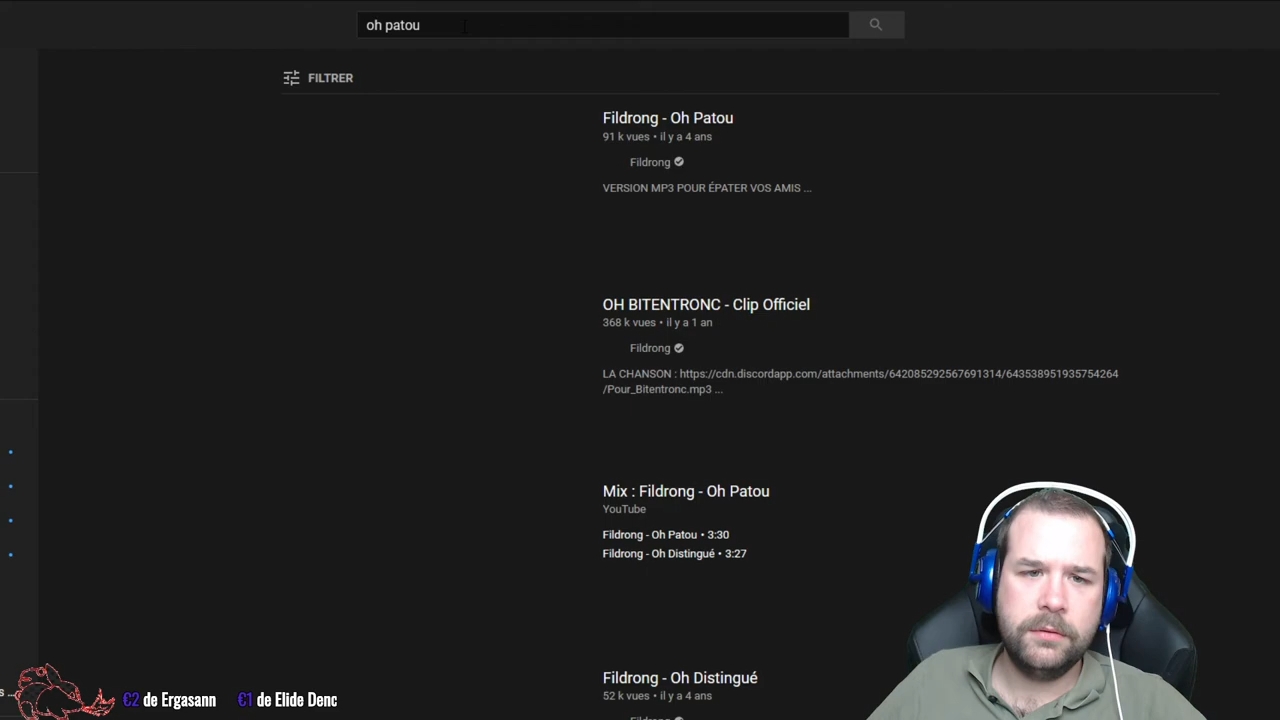 oh patou
FILTRER
Fildrong - Oh Patou
91 k vues • il y a 4 ans
Fildrong
VERSION MP3 POUR ÉPATER VOS AMIS ...
OH BITENTRONC - Clip Officiel
368 k vues • il y a 1 an
Fildrong
LA CHANSON : https://cdn.discordapp.com/attachments/642085292567691314/643538951935754264
/Pour_Bitentronc.mp3 ...
Mix : Fildrong - Oh Patou
YouTube
Fildrong - Oh Patou • 3:30
Fildrong - Oh Distingué • 3:27
Fildrong - Oh Distingué
52 k vues • il y a 4 ans
Fildrong
s ... €2 de Ergasann €1 de Elide Denc